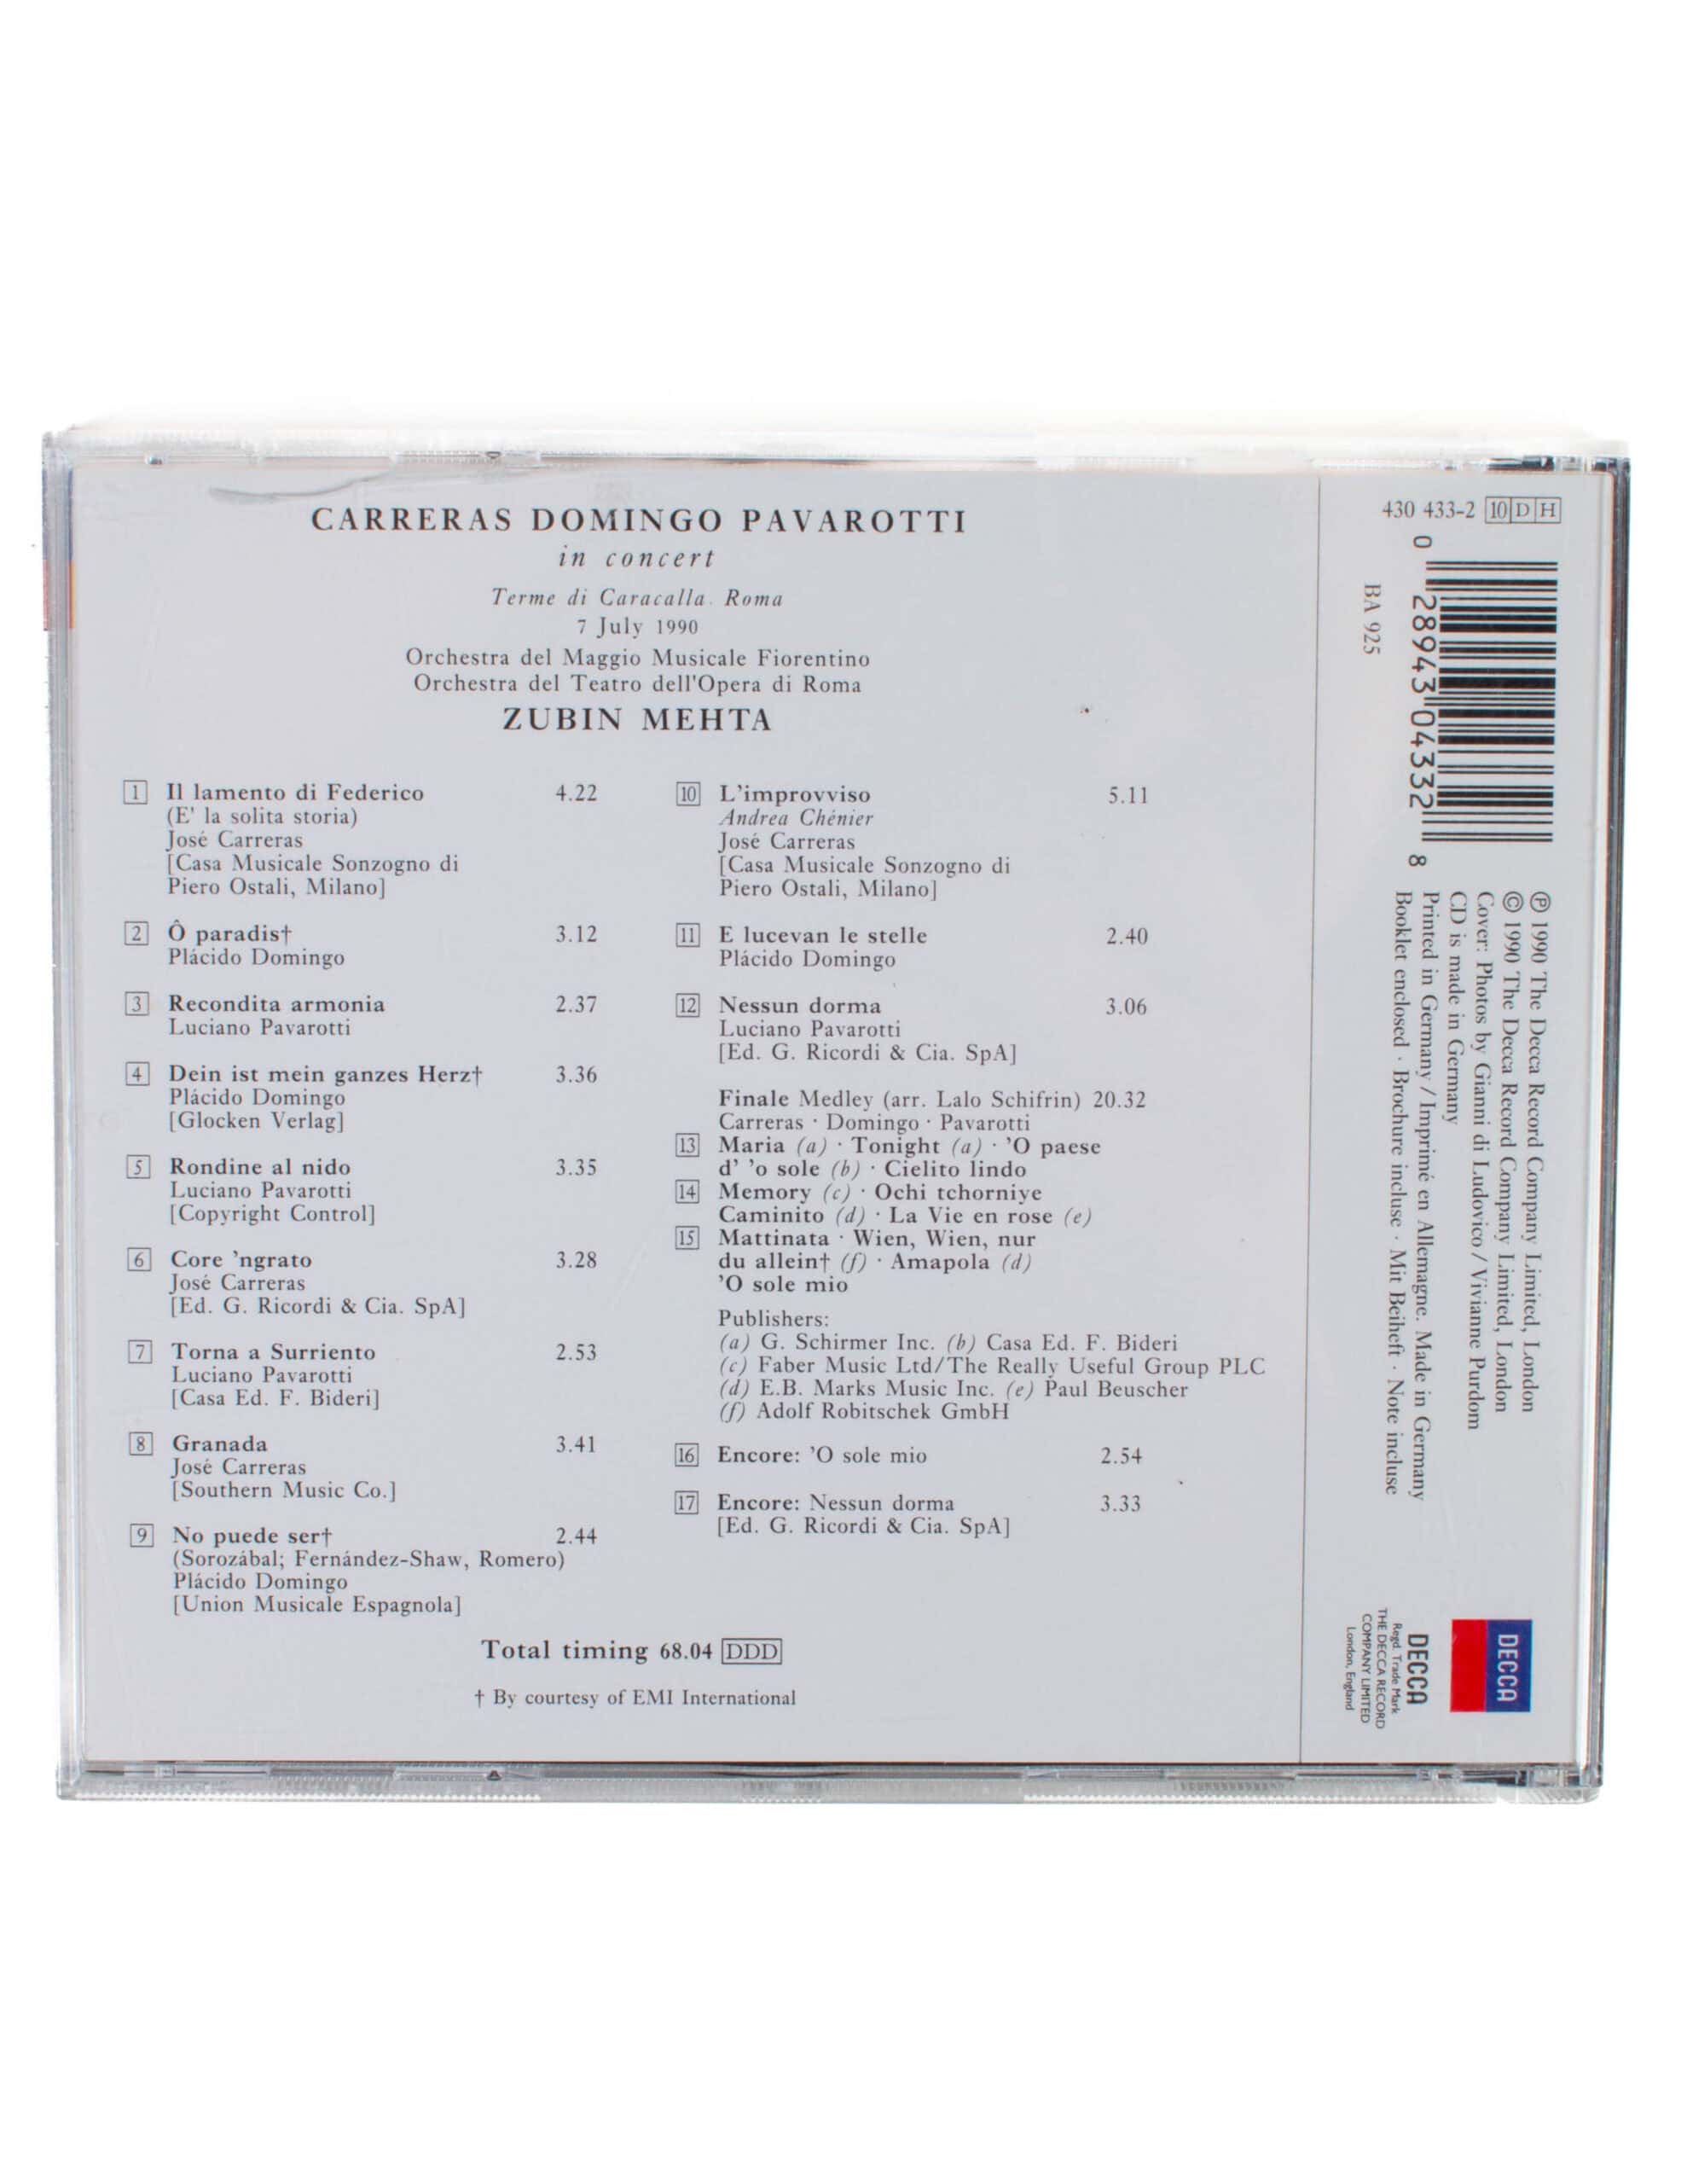 CARRERAS DOMINGO PAVAROTTI
in concert
Terme di Caracalla. Roma
7 July 1990
Orchestra del Maggio Musicale Fiorentino
Orchestra del Teatro dell'Opera di Roma
ZUBIN MEHTA
1 Il lamento di Federico 4.22
(E' la solita storia)
José Carreras
[Casa Musicale Sonzogno di
Piero Ostali, Milano]
2 Ô paradis† 3.12
Plácido Domingo
3 Recondita armonia 2.37
Luciano Pavarotti
4 Dein ist mein ganzes Herz† 3.36
Plácido Domingo
[Glocken Verlag]
5 Rondine al nido 3.35
Luciano Pavarotti
[Copyright Control]
6 Core 'ngrato 3.28
José Carreras
[Ed. G. Ricordi & Cia. SpA]
7 Torna a Surriento 2.53
Luciano Pavarotti
[Casa Ed. F. Bideri]
8 Granada 3.41
José Carreras
[Southern Music Co.]
9 No puede ser† 2.44
(Sorozábal; Fernández-Shaw, Romero)
Plácido Domingo
[Union Musicale Espagnola]
10 L'improvviso 5.11
Andrea Chénier
José Carreras
[Casa Musicale Sonzogno di
Piero Ostali, Milano]
11 E lucevan le stelle 2.40
Plácido Domingo
12 Nessun dorma 3.06
Luciano Pavarotti
[Ed. G. Ricordi & Cia. SpA]
Finale Medley (arr. Lalo Schifrin) 20.32
Carreras · Domingo · Pavarotti
13 Maria (a) · Tonight (a) · 'O paese
d' 'o sole (b) · Cielito lindo
14 Memory (c) · Ochi tchorniye
Caminito (d) · La Vie en rose (e)
15 Mattinata · Wien, Wien, nur
du allein† (f) · Amapola (d)
'O sole mio
Publishers:
(a) G. Schirmer Inc. (b) Casa Ed. F. Bideri
(c) Faber Music Ltd/The Really Useful Group PLC
(d) E.B. Marks Music Inc. (e) Paul Beuscher
(f) Adolf Robitschek GmbH
16 Encore: 'O sole mio 2.54
17 Encore: Nessun dorma 3.33
[Ed. G. Ricordi & Cia. SpA]
Total timing 68.04 DDD
† By courtesy of EMI International
430 433-2 10 D H
0 28943 04332 8
BA 925
℗ 1990 The Decca Record Company Limited, London
© 1990 The Decca Record Company Limited, London
Cover: Photos by Gianni di Ludovico / Vivianne Purdom
CD is made in Germany
Printed in Germany / Imprimé en Allemagne. Made in Germany
Booklet enclosed · Brochure incluse · Mit Beiheft · Note incluse
DECCA
DECCA
Regd. Trade Mark
THE DECCA RECORD
COMPANY LIMITED
London, England